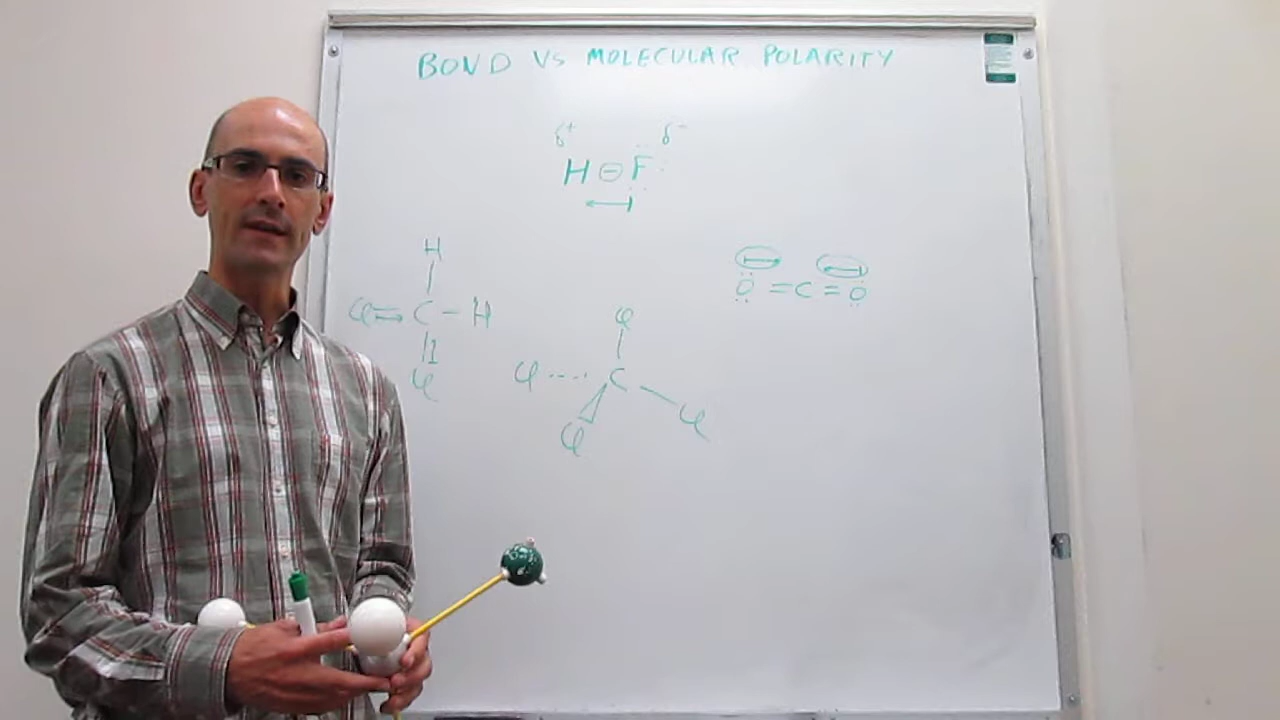 BOND VS MOLECULAR POLARITY
δ+ δ-
H F
H
Cl = C - H
Cl
O = C = O
Cl
Cl C
Cl
Cl